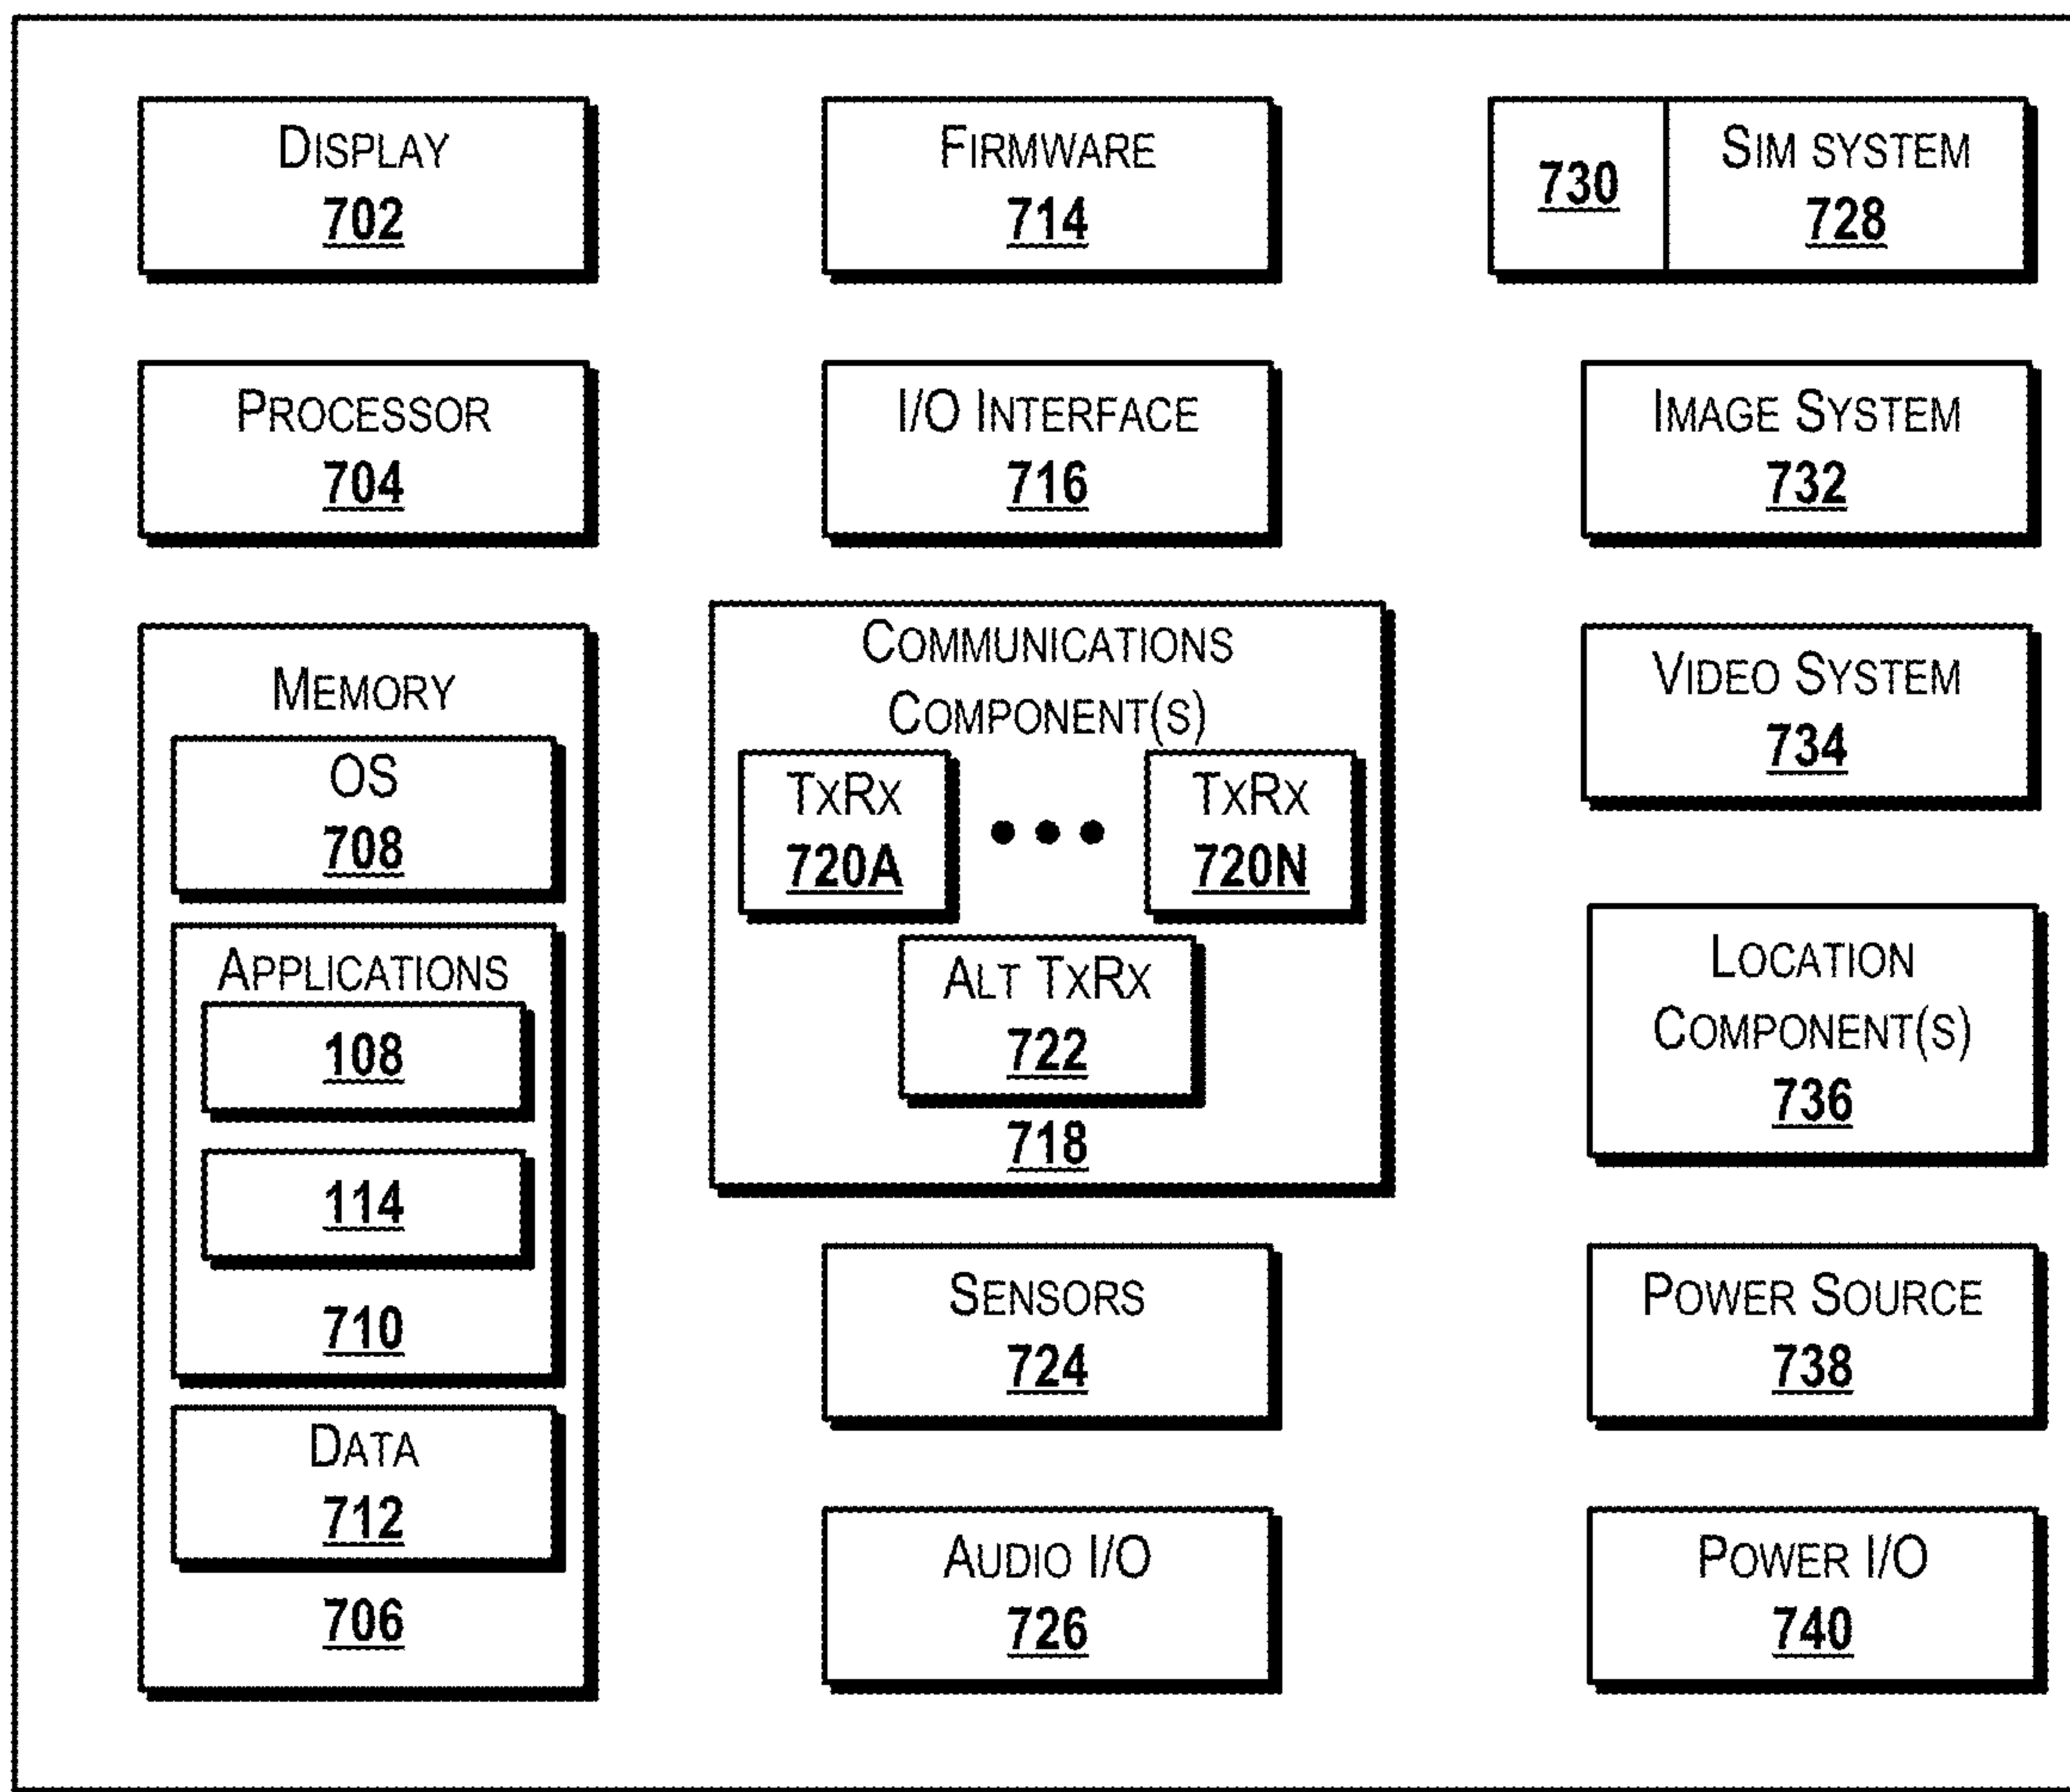 DISPLAY
702
PROCESSOR
704
MEMORY
OS
708
APPLICATIONS
108
114
710
DATA
712
706
FIRMWARE
714
I/O INTERFACE
716
COMMUNICATIONS
COMPONENT(S)
TXRX
720A
TXRX
720N
ALT TXRX
722
718
SENSORS
724
AUDIO I/O
726
730
SIM SYSTEM
728
IMAGE SYSTEM
732
VIDEO SYSTEM
734
LOCATION
COMPONENT(S)
736
POWER SOURCE
738
POWER I/O
740